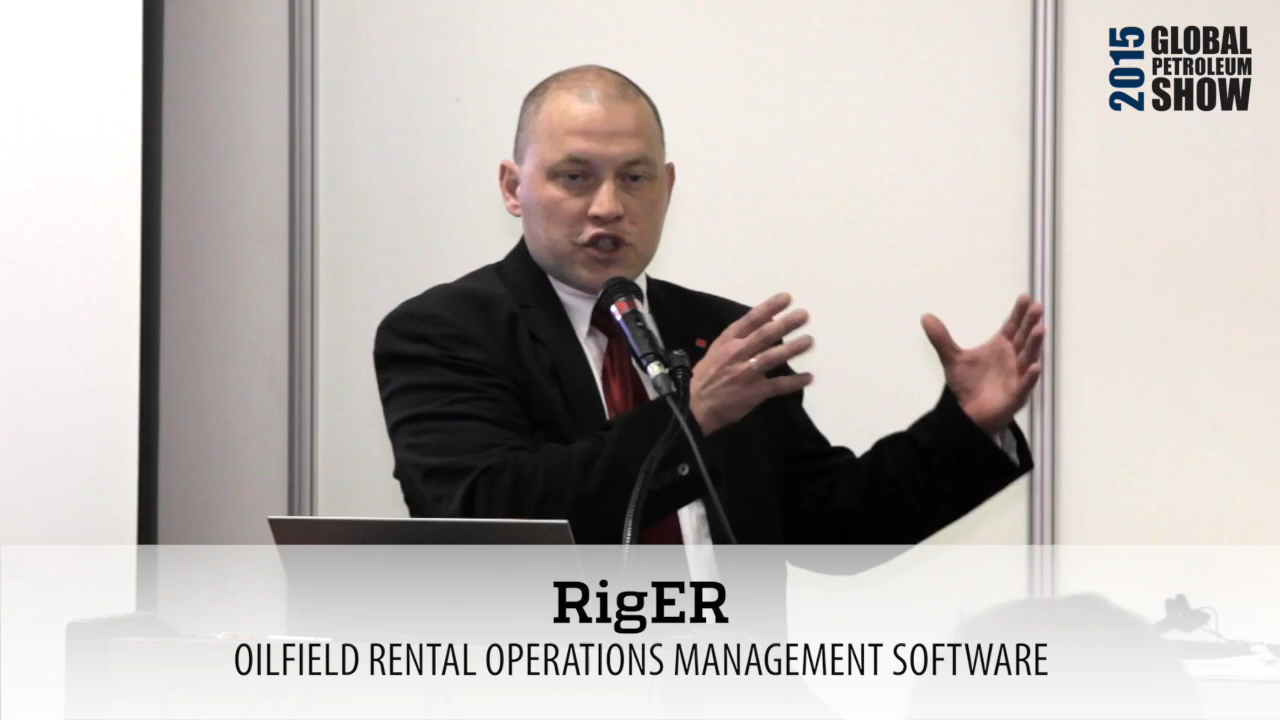 2015
GLOBAL
PETROLEUM
SHOW
RigER
OILFIELD RENTAL OPERATIONS MANAGEMENT SOFTWARE